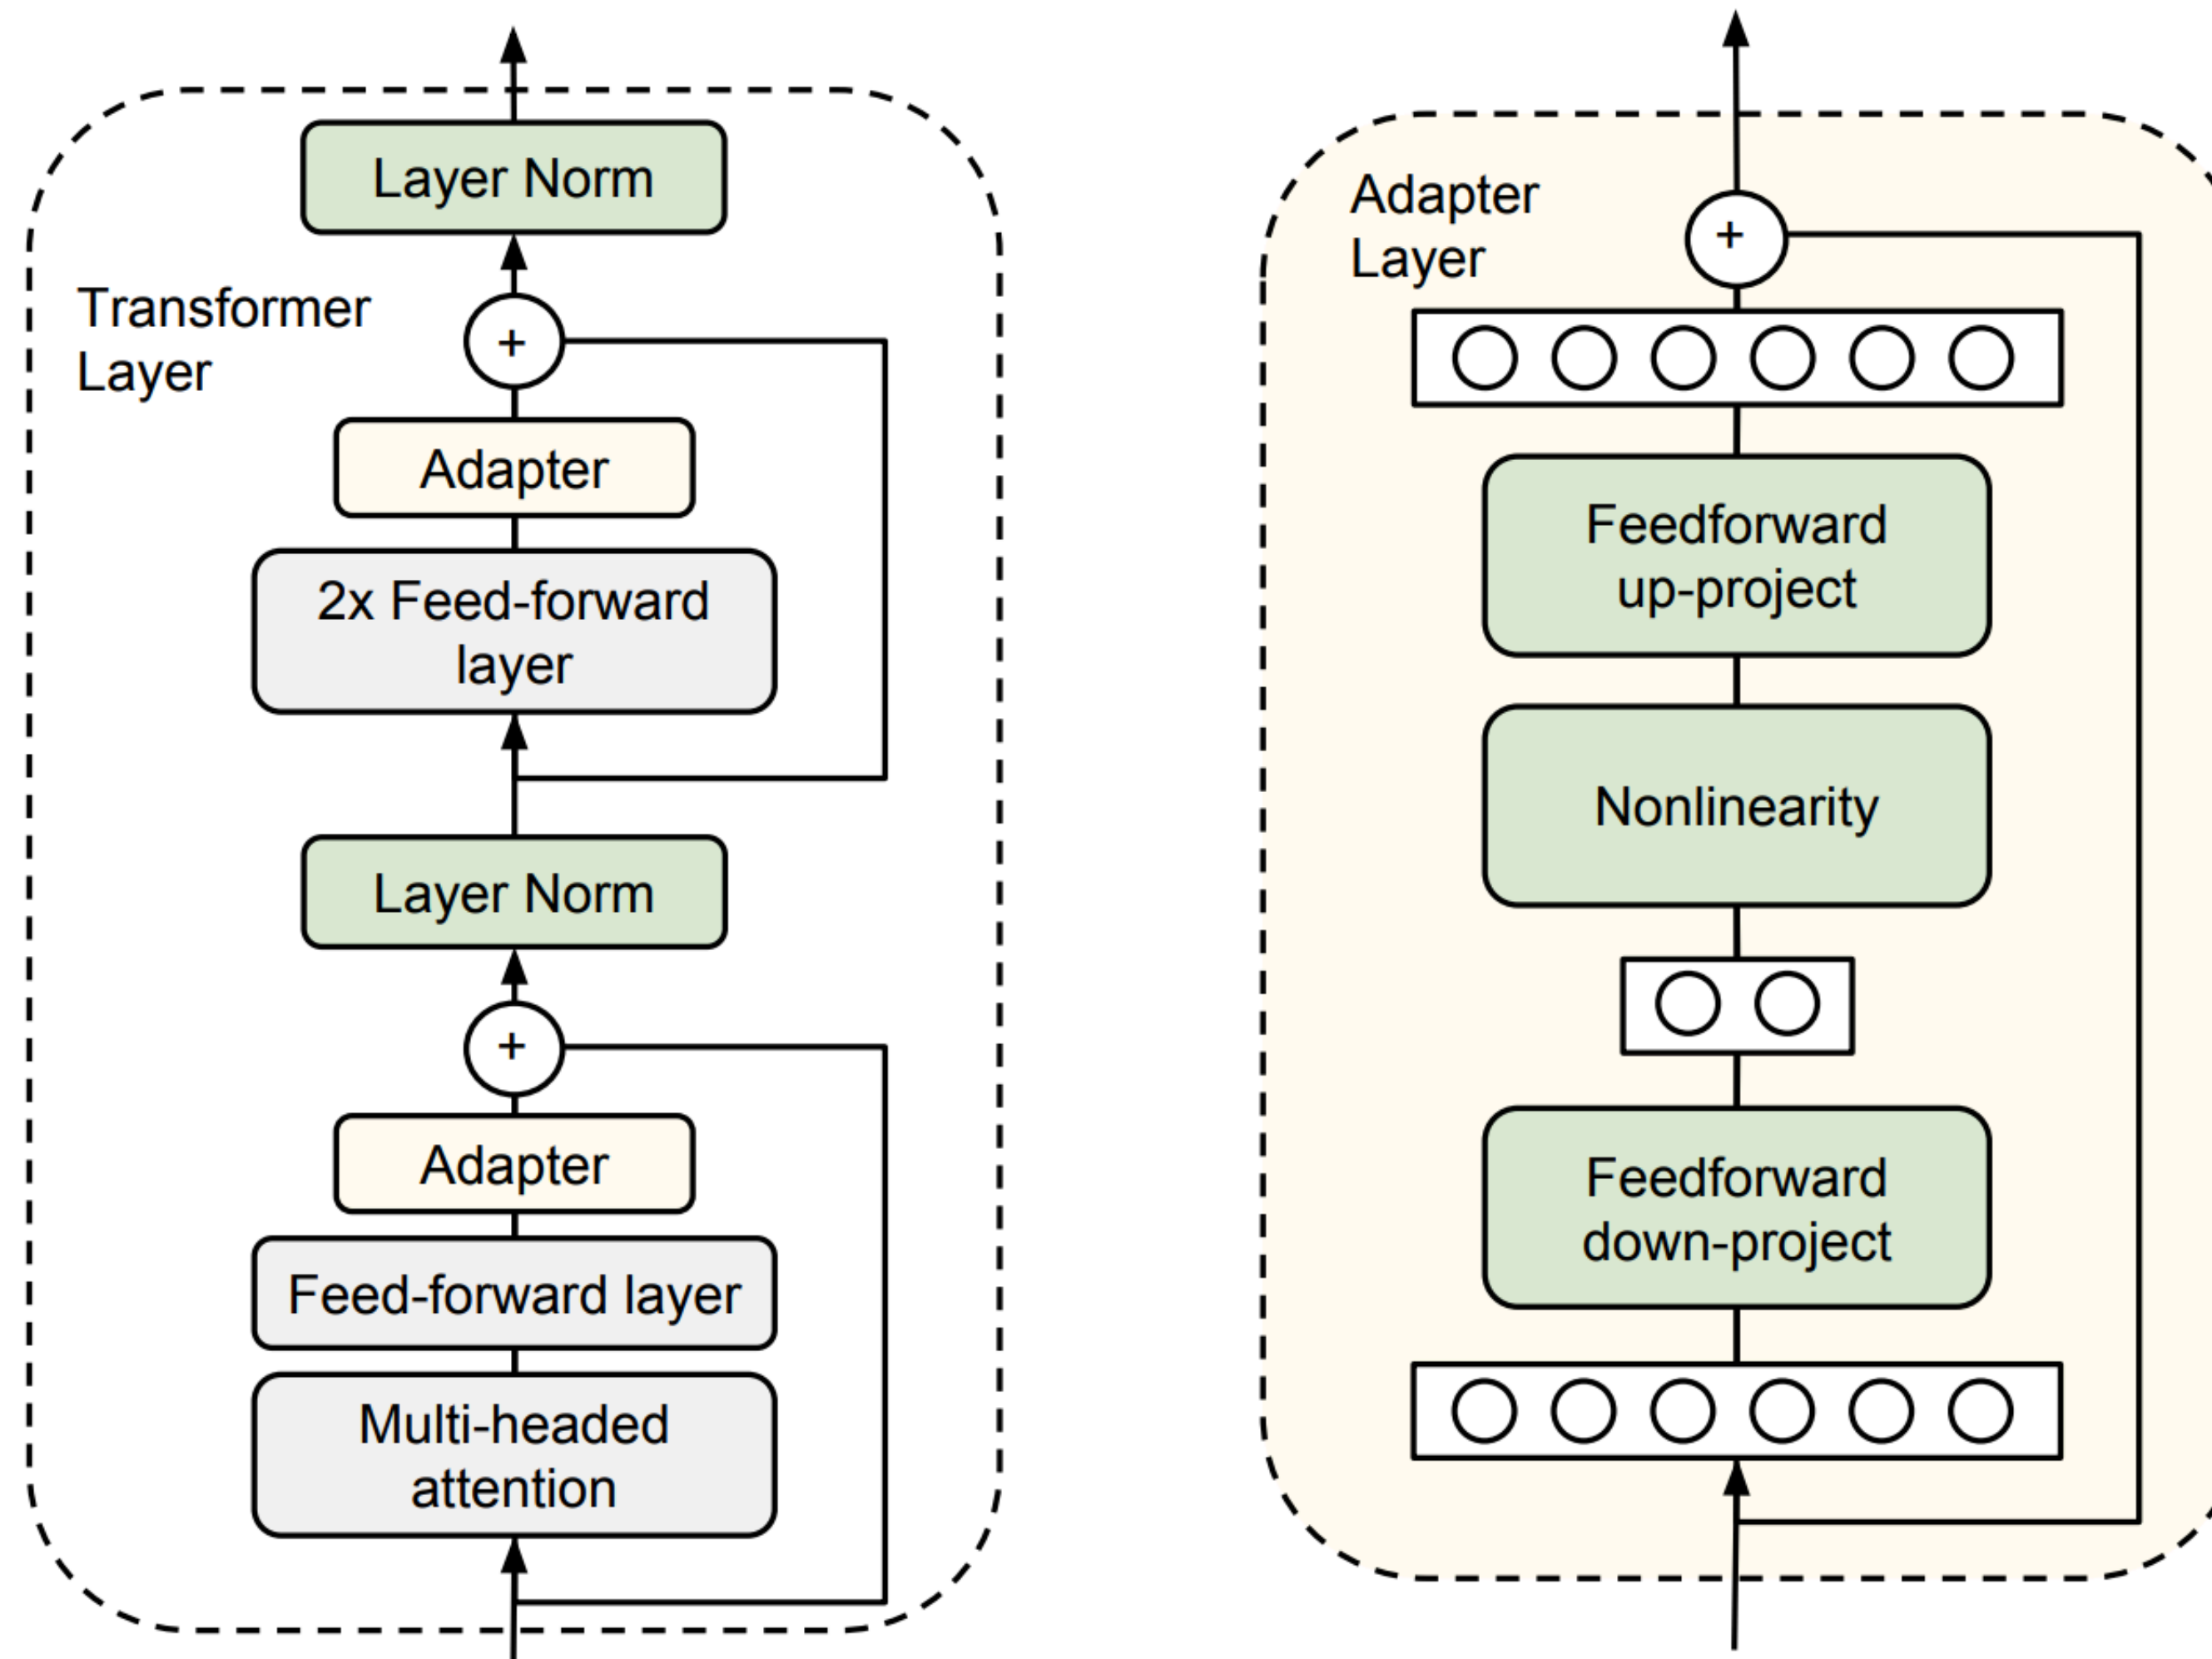 Layer Norm
Transformer
Layer
+
Adapter
2x Feed-forward
layer
Layer Norm
+
Adapter
Feed-forward layer
Multi-headed
attention
Adapter
Layer
+
Feedforward
up-project
Nonlinearity
Feedforward
down-project